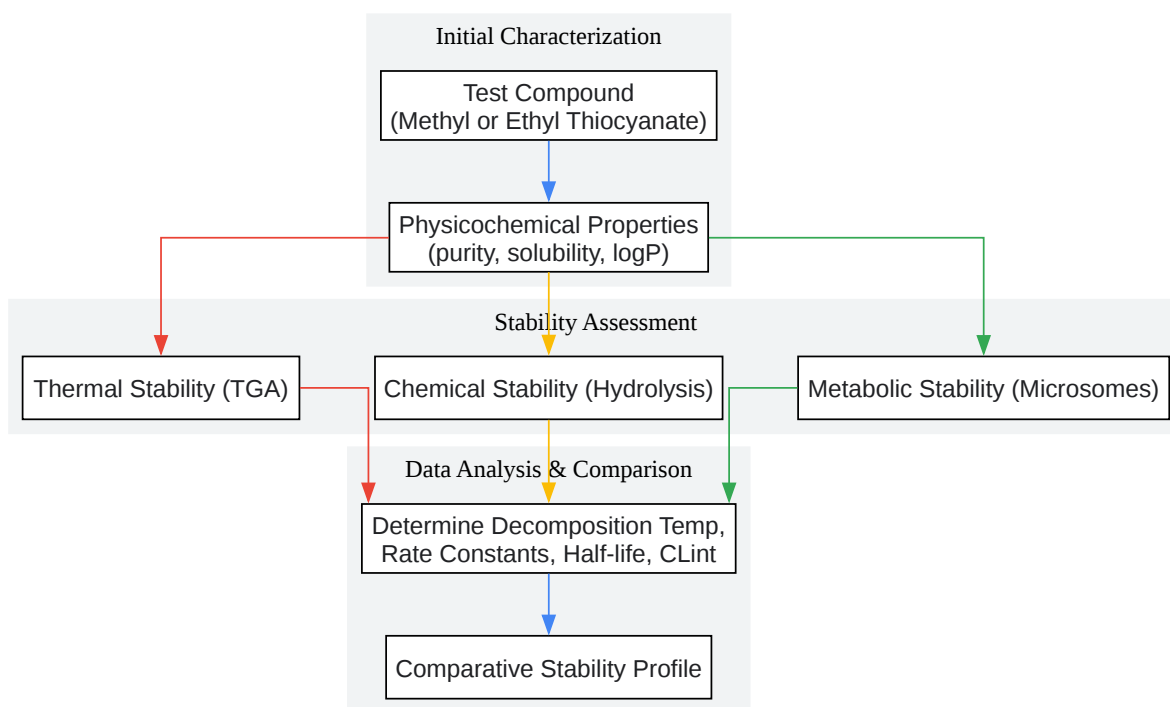 Initial Characterization
Test Compound
(Methyl or Ethyl Thiocyanate)
Physicochemical Properties
(purity, solubility, logP)
Stability Assessment
Thermal Stability (TGA)
Chemical Stability (Hydrolysis)
Metabolic Stability (Microsomes)
Data Analysis & Comparison
Determine Decomposition Temp,
Rate Constants, Half-life, CLint
Comparative Stability Profile